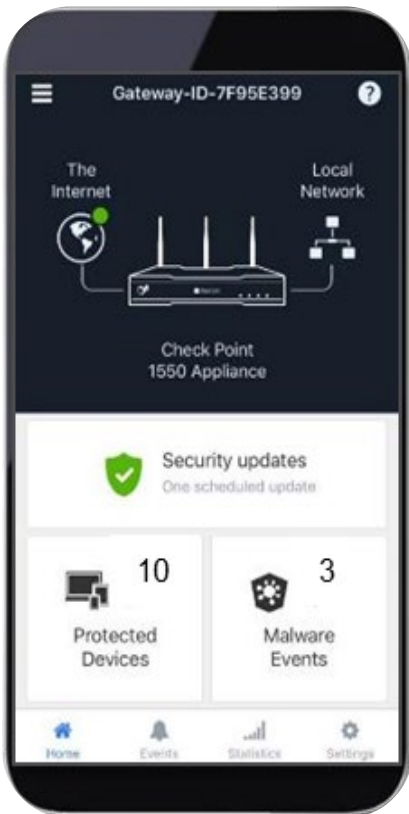 Gateway-ID-7F95E399
?
The
Internet
Local
Network
Check Point
1550 Appliance
Security updates
One scheduled update
10
Protected
Devices
3
Malware
Events
Home
Events
Statistics
Settings